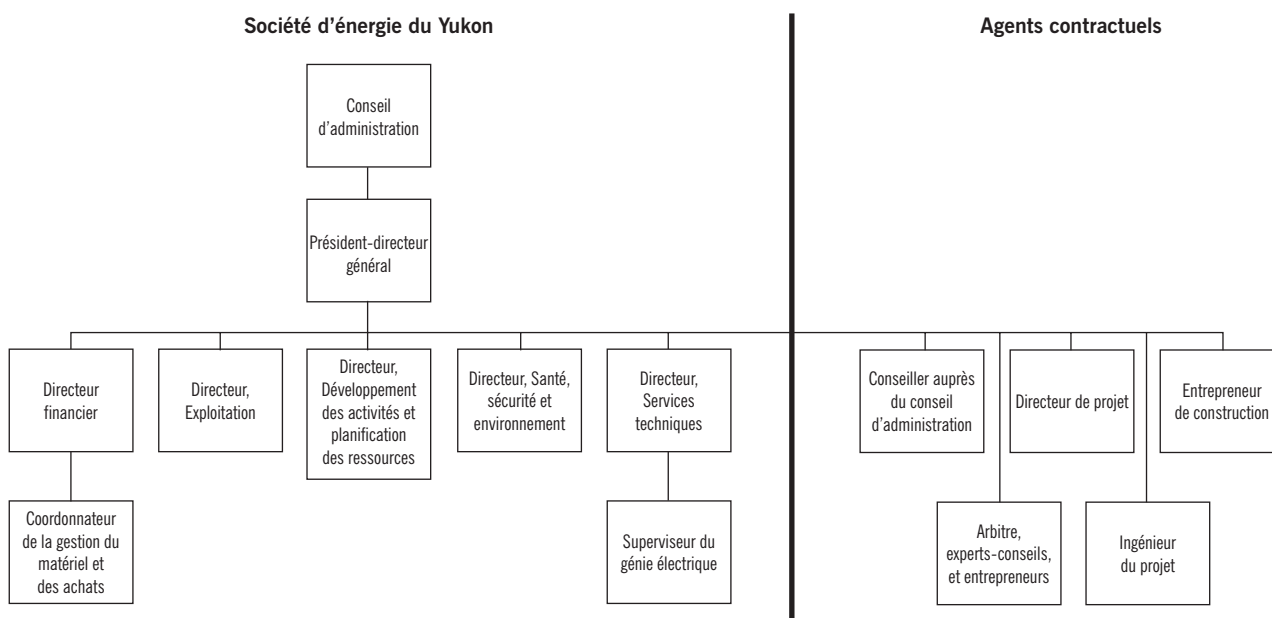 Société d’énergie du Yukon
Agents contractuels
Conseil
d’administration
Président-directeur
général
Directeur
financier
Directeur,
Exploitation
Directeur,
Développement
des activités et
planification
des ressources
Directeur, Santé,
sécurité et
environnement
Directeur,
Services
techniques
Conseiller auprès
du conseil
d’administration
Directeur de projet
Entrepreneur
de construction
Coordonnateur
de la gestion du
matériel et
des achats
Superviseur du
génie électrique
Arbitre,
experts-conseils,
et entrepreneurs
Ingénieur
du projet